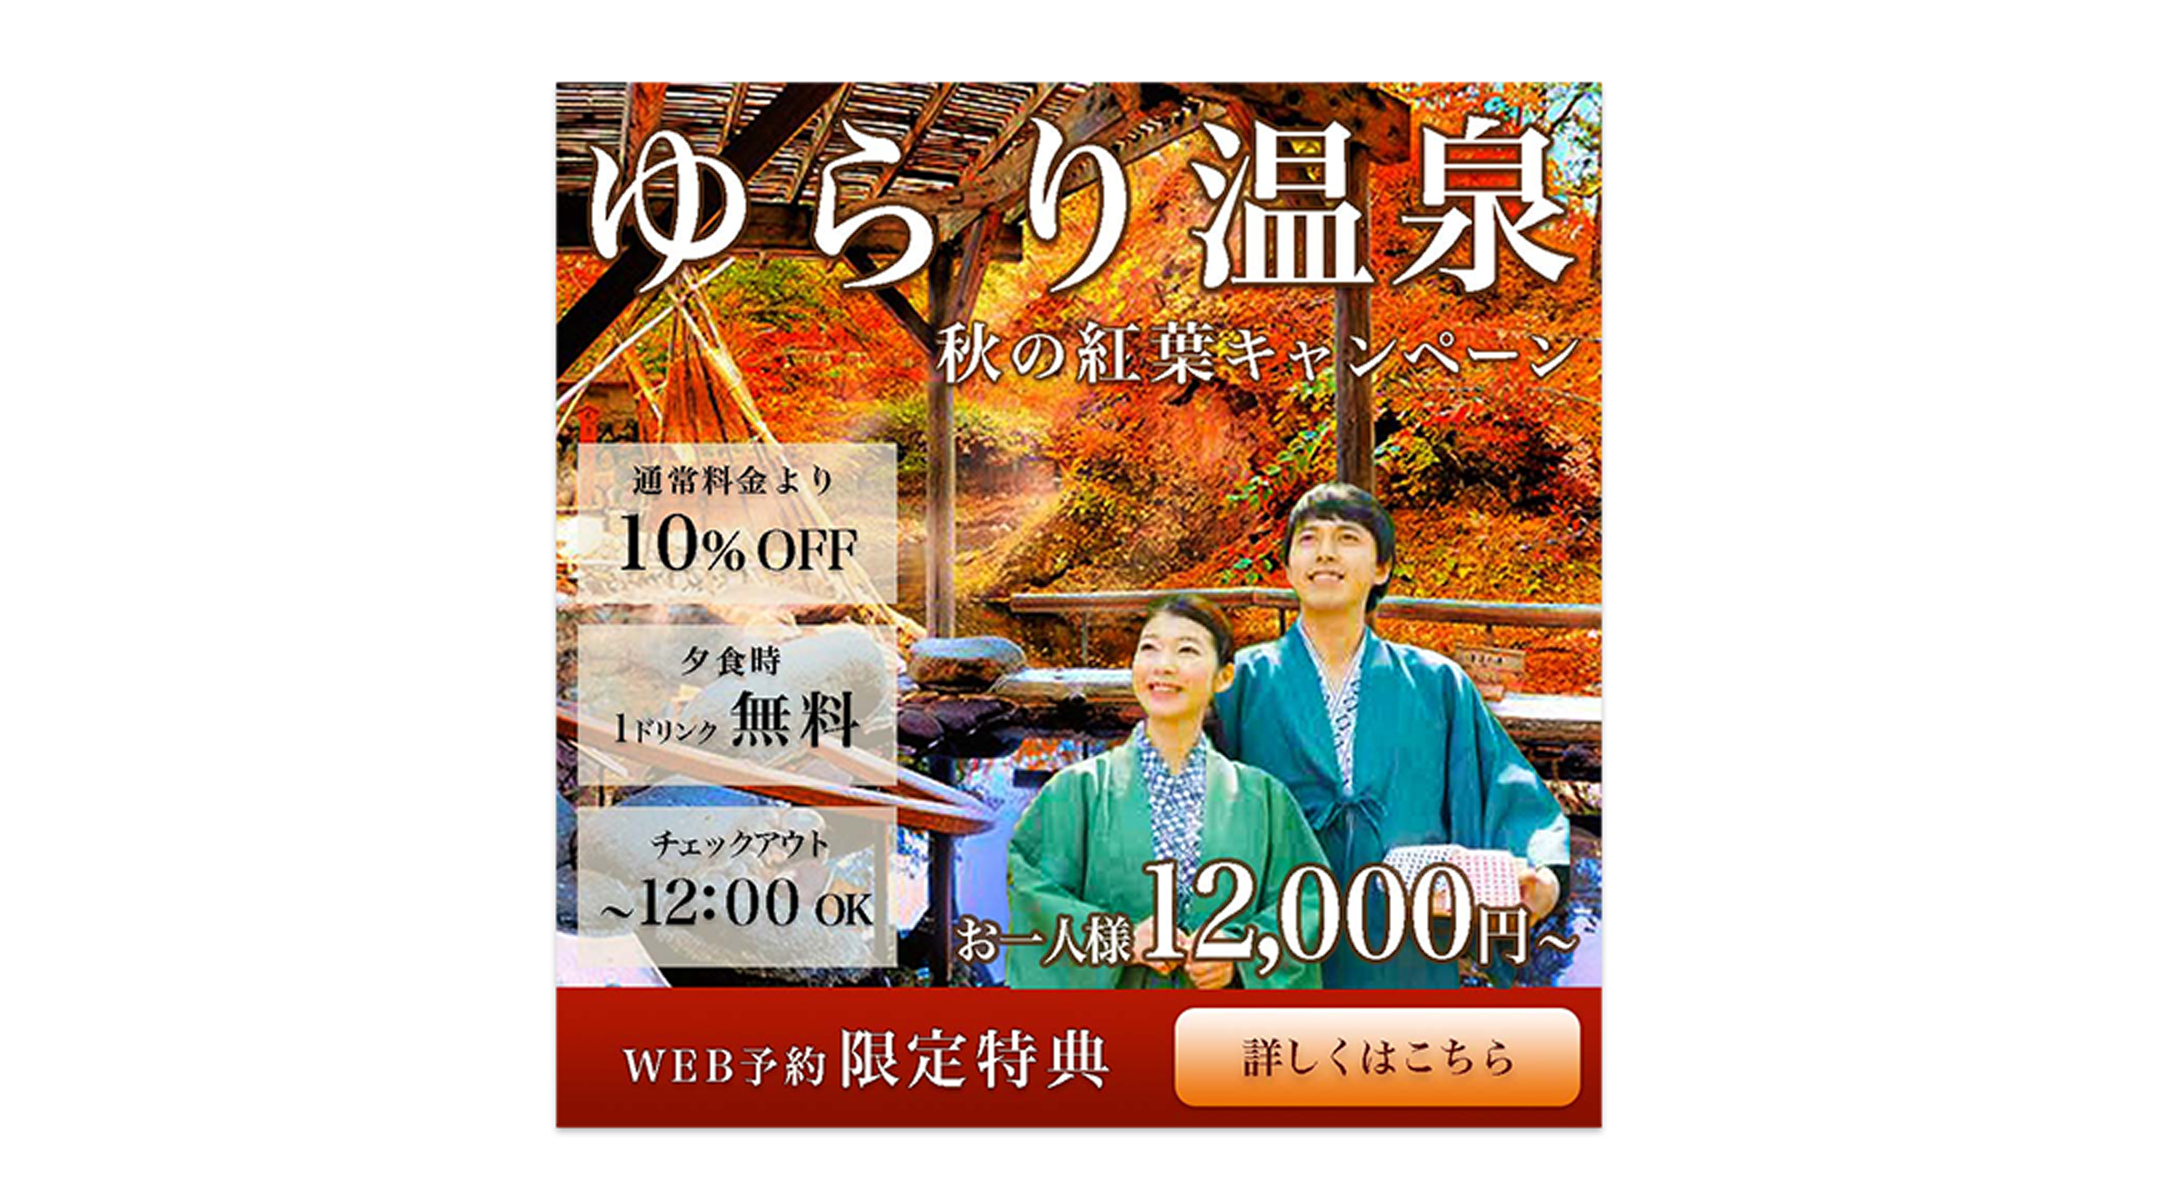 ゆらり温泉
秋の紅葉キャンペーン
通常料金より
10% OFF
夕食時
1ドリンク 無料
チェックアウト
~12:00 OK
お一人様12,000円~
WEB予約 限定特典
詳しくはこちら